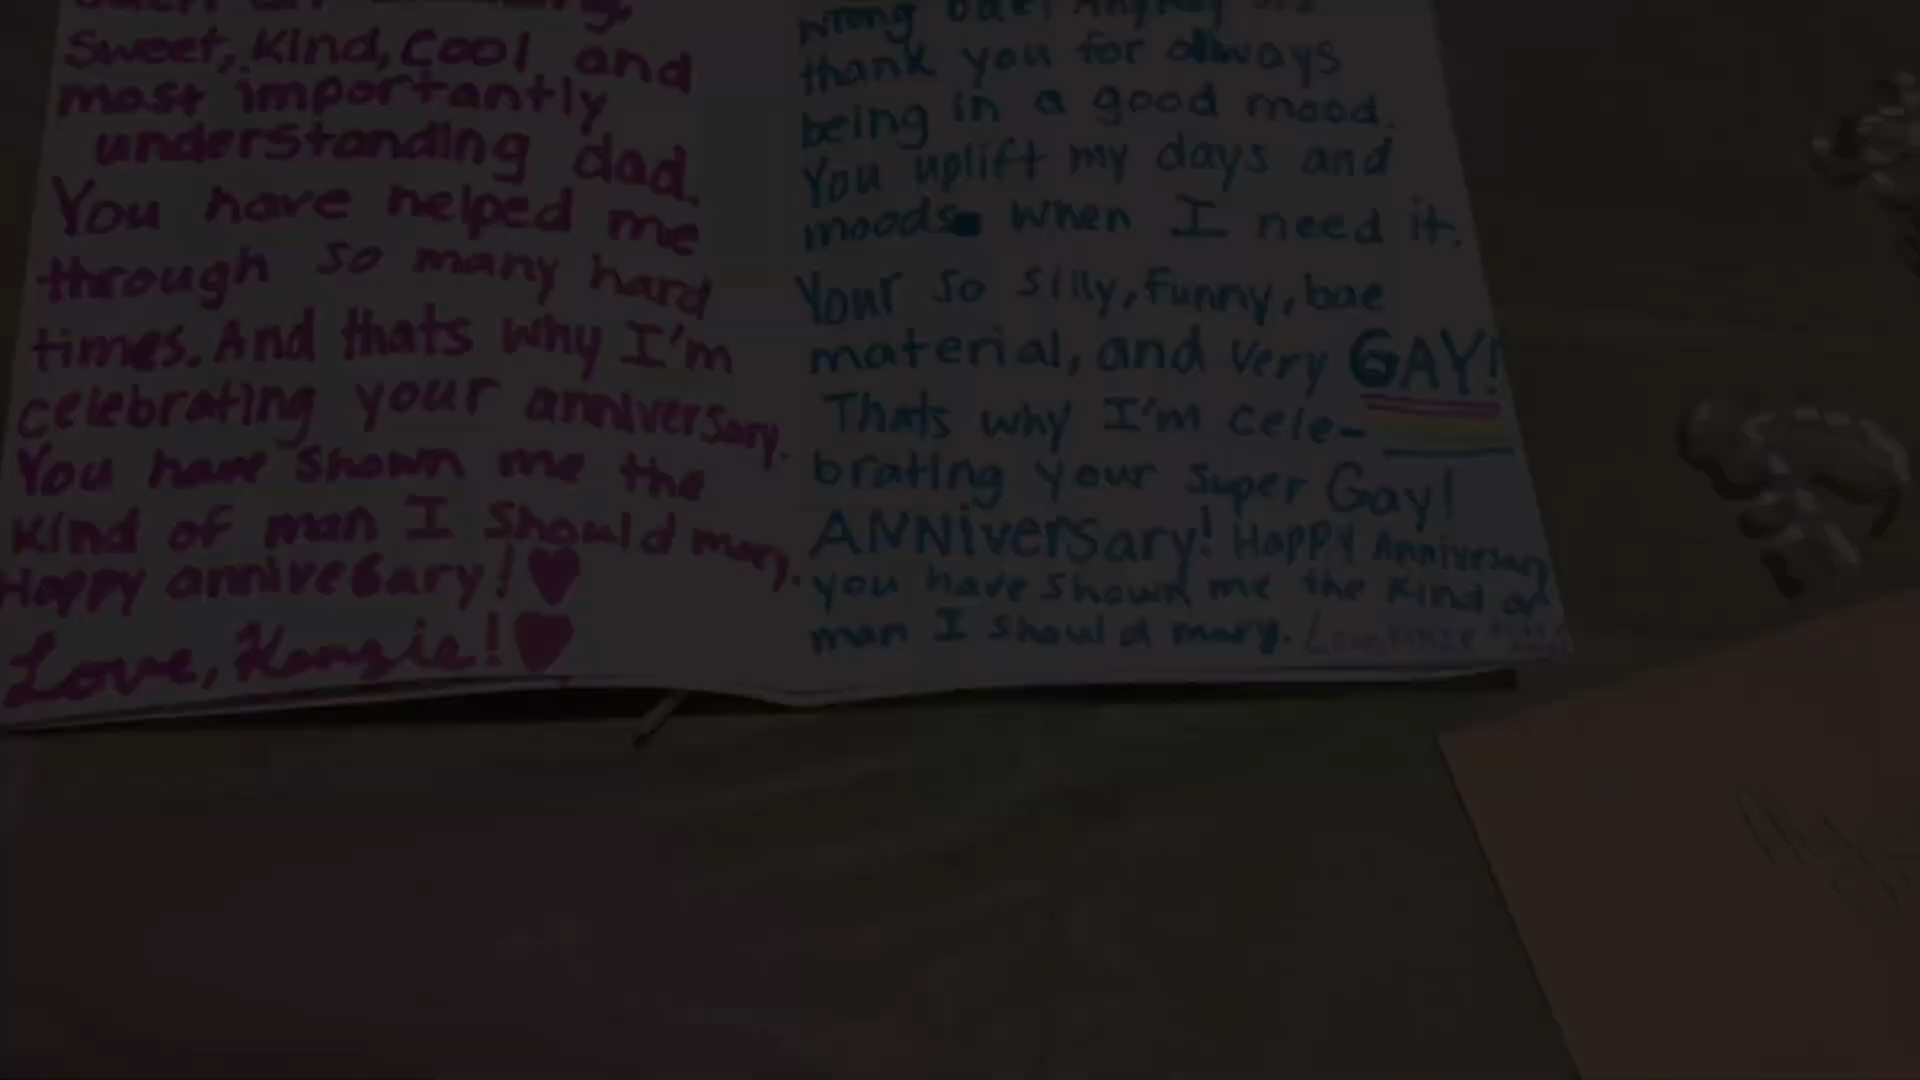 Sweet, Kind, Cool and
most importantly
understanding dad.
You have helped me
through so many hard
times. And thats why I'm
celebrating your anniversary.
You have shown me the
kind of man I should mary.
Happy anniversary! ♥
Love, Kenzie! ♥
wrong
thank you for always
being in a good mood.
You uplift my days and
moods when I need it.
Your so silly, funny, bae
material, and very GAY!
Thats why I'm cele-
brating your super Gay!
ANNiverSary! Happy Anniversary
you have shown me the kind of
man I should mary. Love,